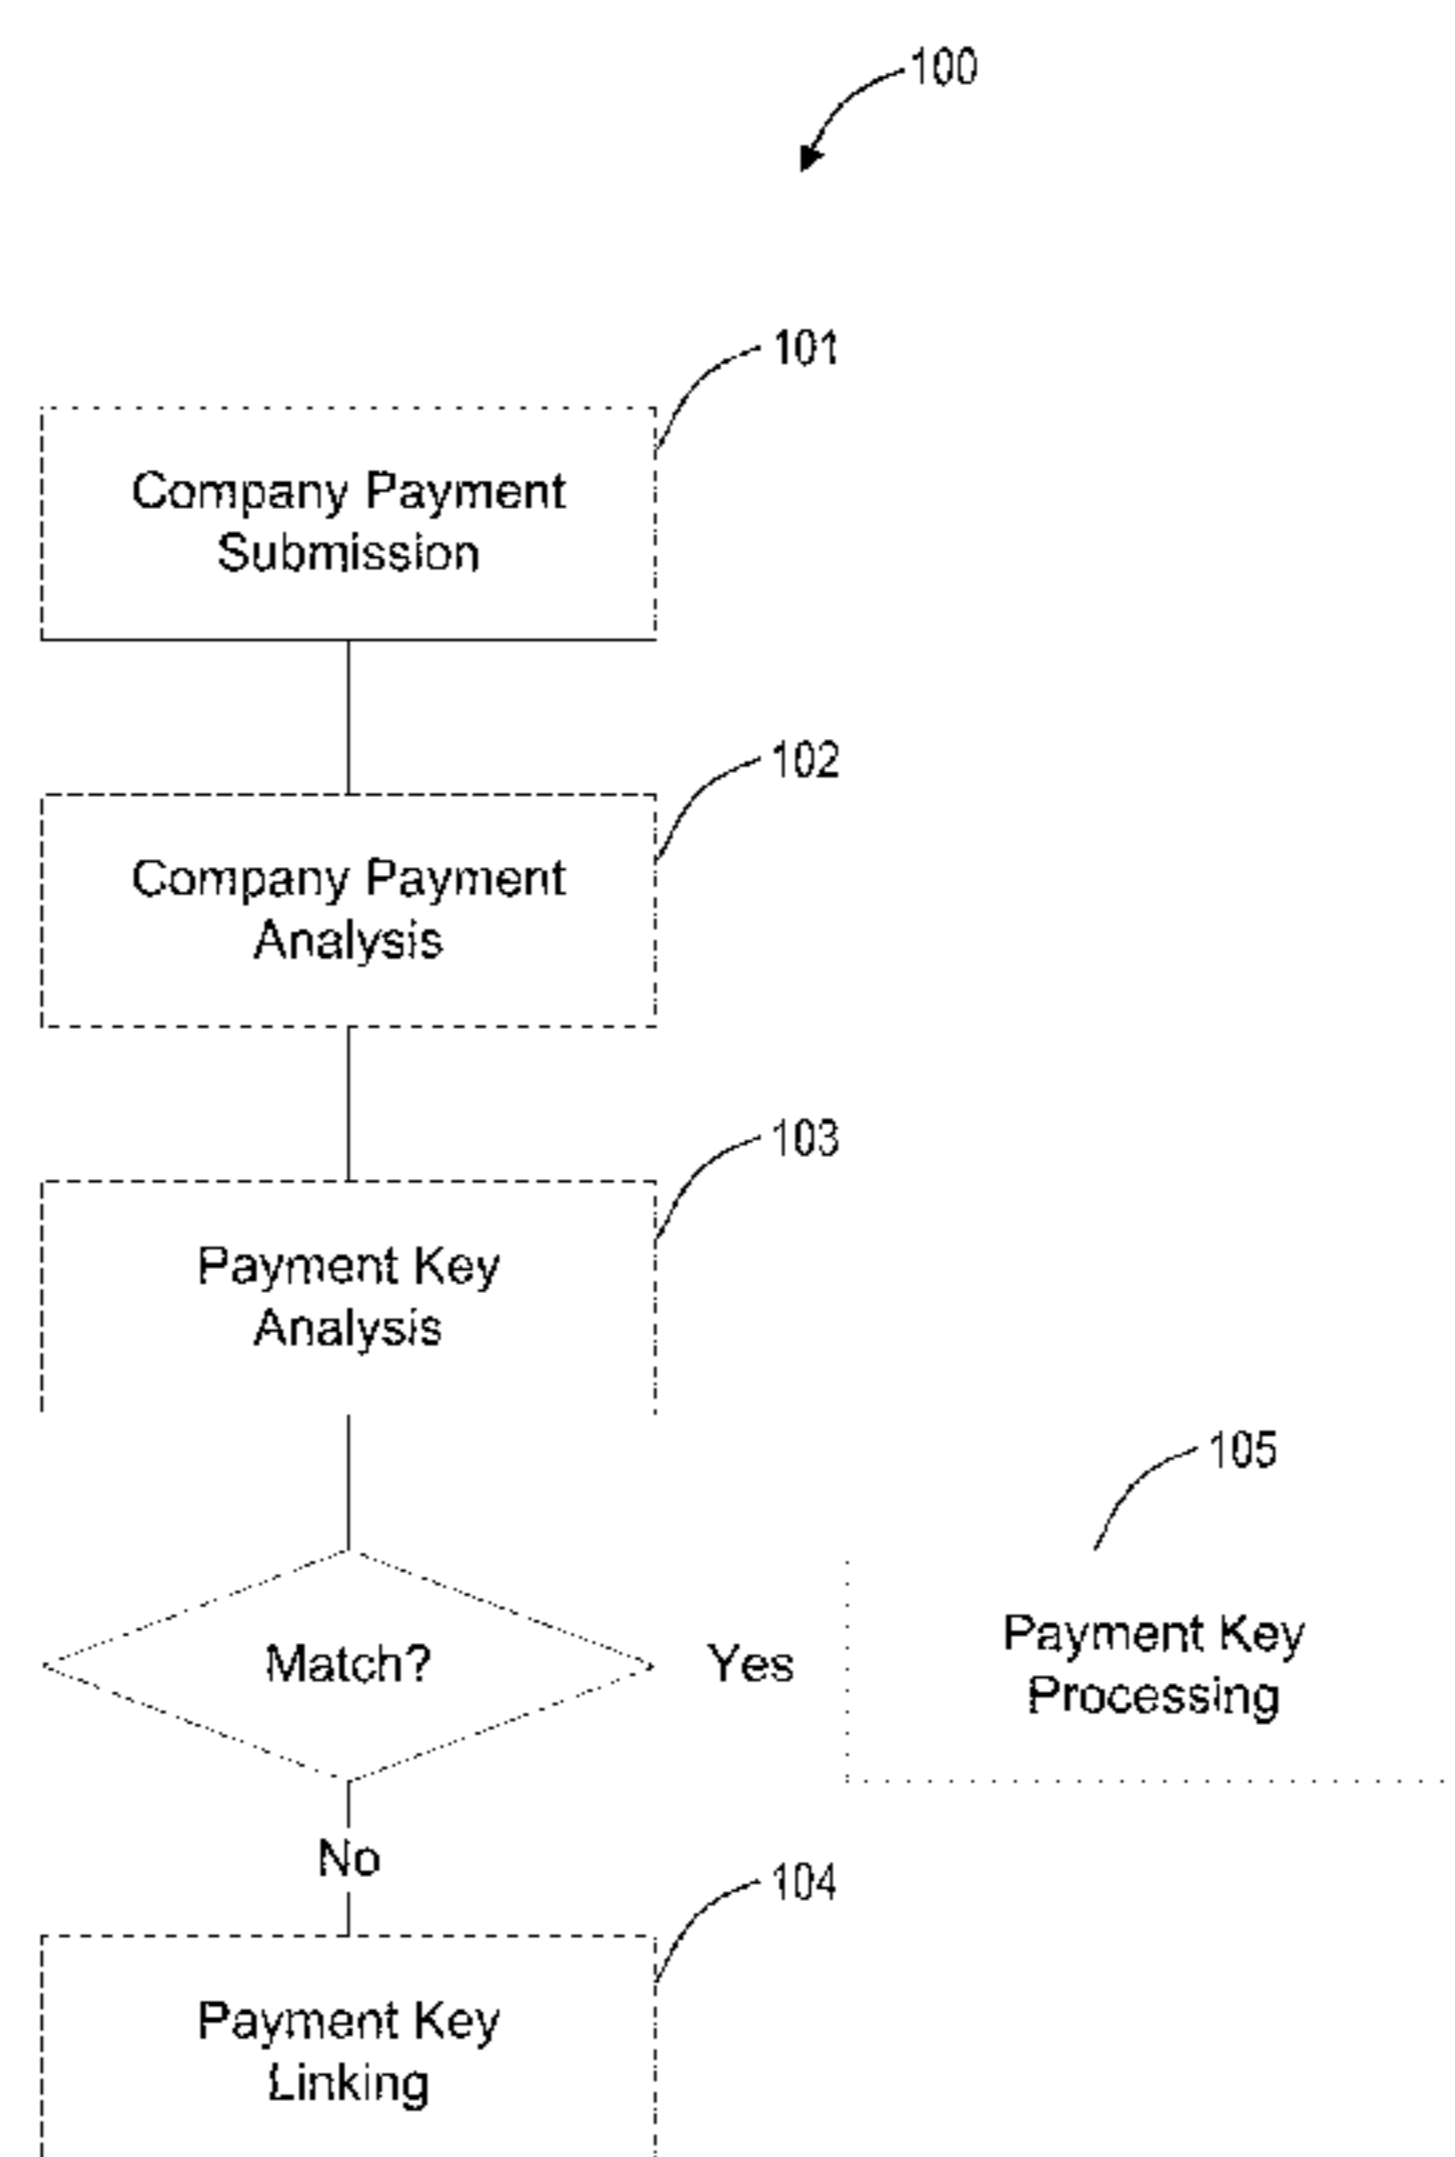 100
101
Company Payment
Submission
102
Company Payment
Analysis
103
Payment Key
Analysis
105
Match?
Yes
Payment Key
Processing
No
104
Payment Key
Linking